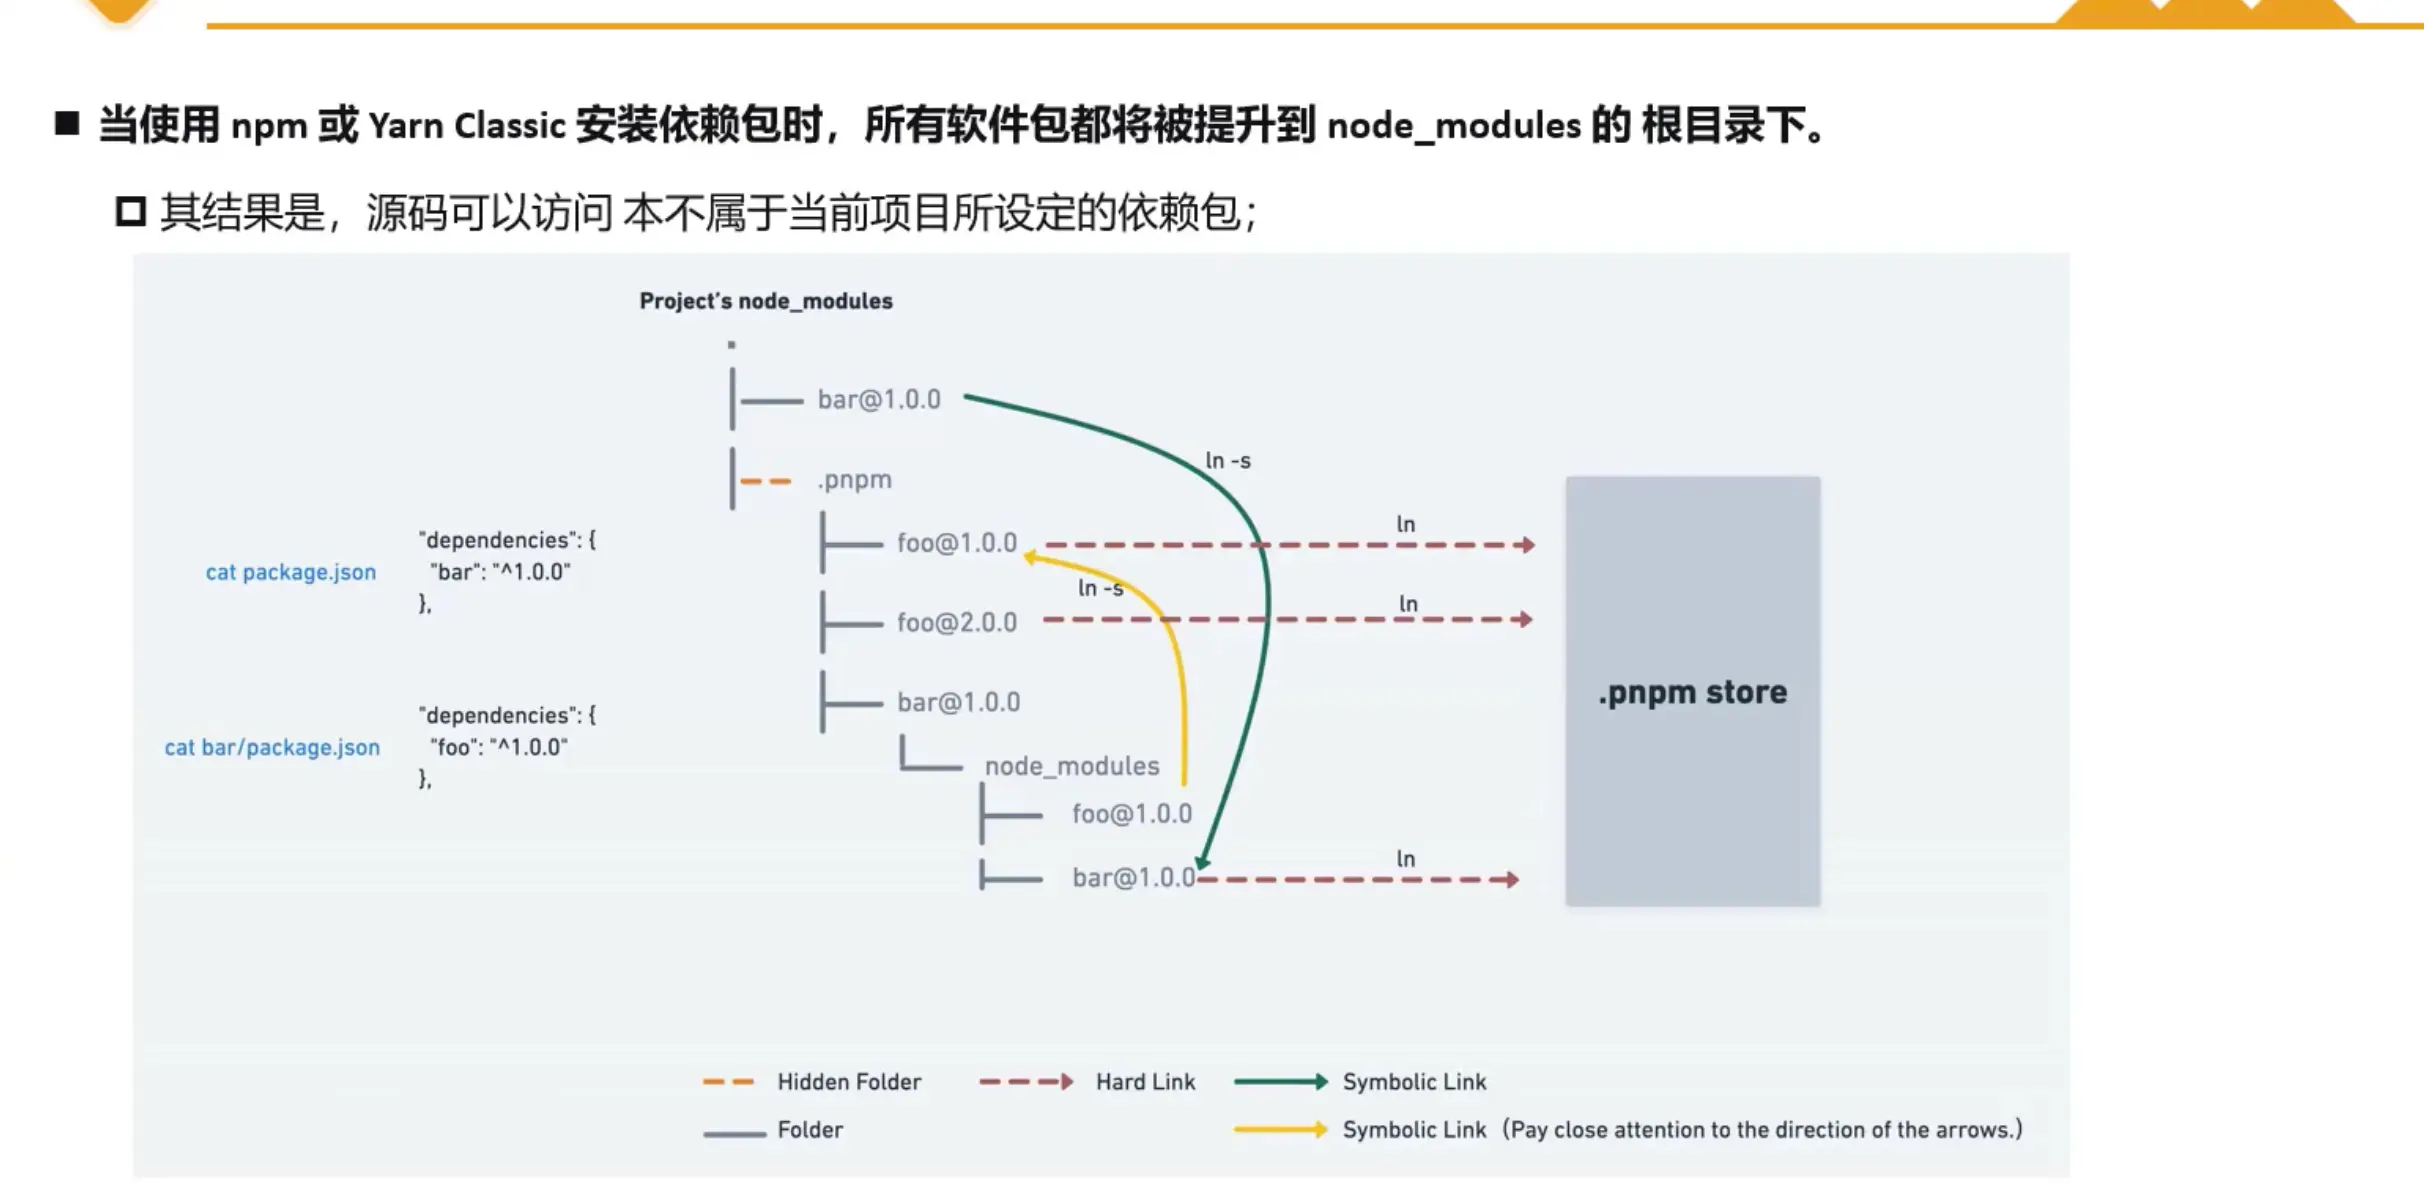 当使用 npm 或 Yarn Classic 安装依赖包时，所有软件包都将被提升到 node_modules 的 根目录下。
其结果是，源码可以访问 本不属于当前项目所设定的依赖包；
Project's node_modules
.
bar@1.0.0
ln -s
.pnpm
foo@1.0.0
ln
ln -s
foo@2.0.0
ln
bar@1.0.0
node_modules
foo@1.0.0
bar@1.0.0
ln
cat package.json
"dependencies": {
"bar": "^1.0.0"
},
cat bar/package.json
"dependencies": {
"foo": "^1.0.0"
},
.pnpm store
Hidden Folder
Hard Link
Symbolic Link
Folder
Symbolic Link（Pay close attention to the direction of the arrows.）